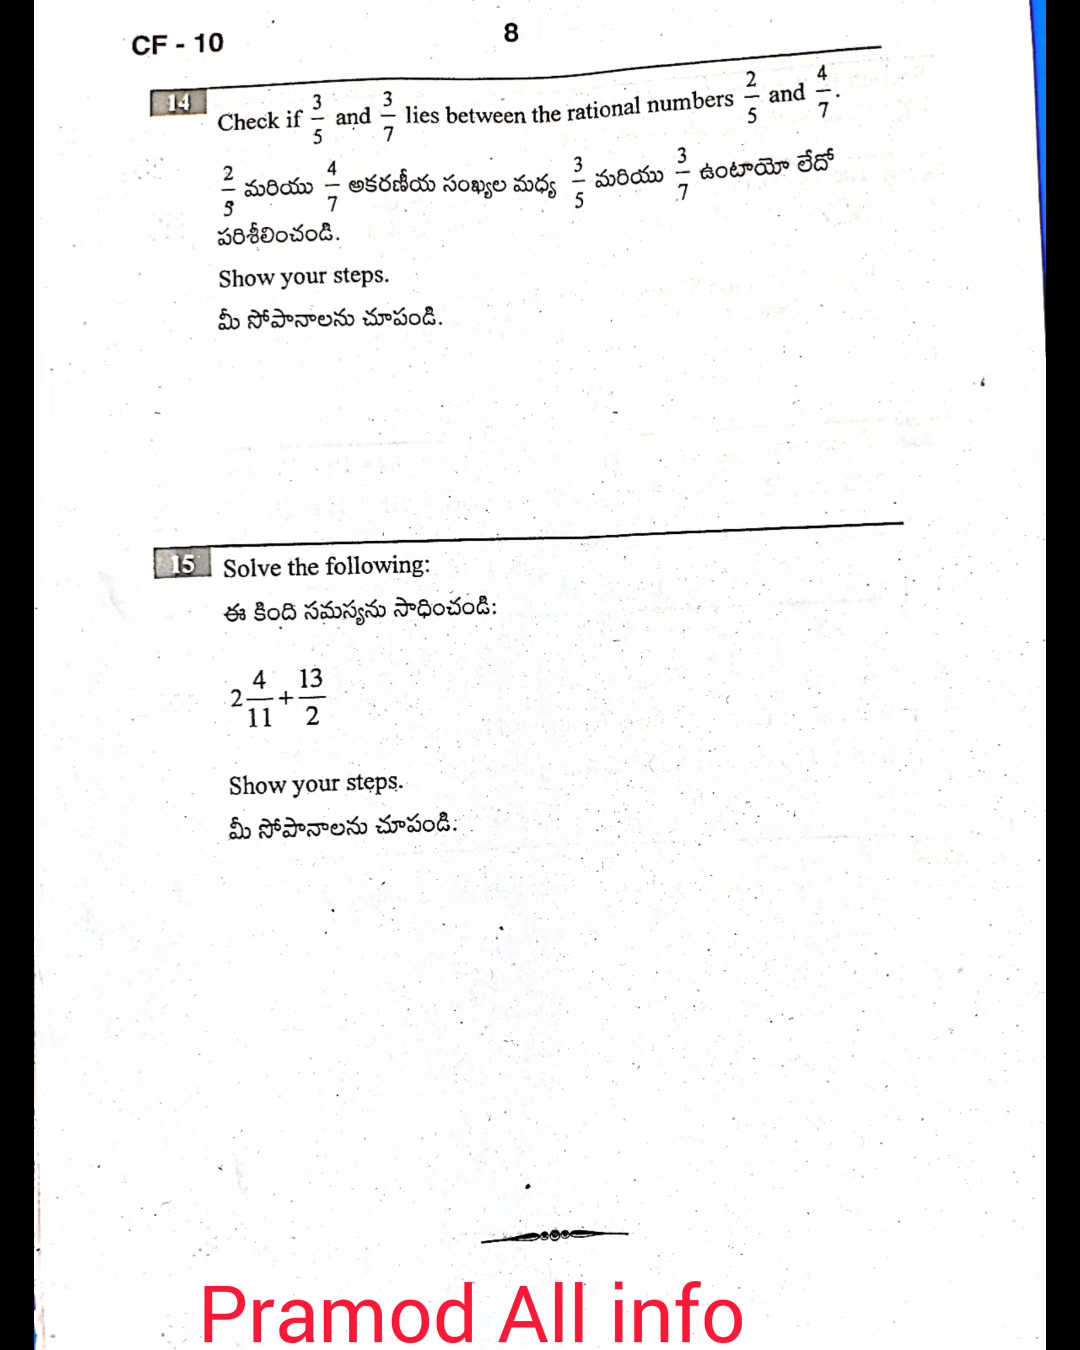 CF - 10
8
14 Check if 3/5 and 3/7 lies between the rational numbers 2/5 and 4/7.
2/5 మరియు 4/7 అకరణీయ సంఖ్యల మధ్య 3/5 మరియు 3/7 ఉంటాయో లేదో
పరిశీలించండి.
Show your steps.
మీ సోపానాలను చూపండి.
15 Solve the following:
ఈ కింది సమస్యను సాధించండి:
2 4/11 + 13/2
Show your steps.
మీ సోపానాలను చూపండి.
Pramod All info